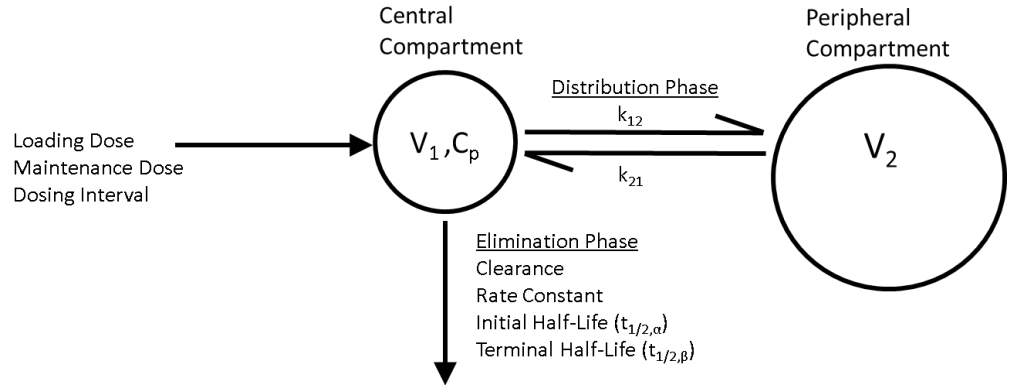 Central
Compartment
Peripheral
Compartment
Distribution Phase
k12
Loading Dose
Maintenance Dose
Dosing Interval
V1,Cp
V2
k21
Elimination Phase
Clearance
Rate Constant
Initial Half-Life (t1/2,α)
Terminal Half-Life (t1/2,β)